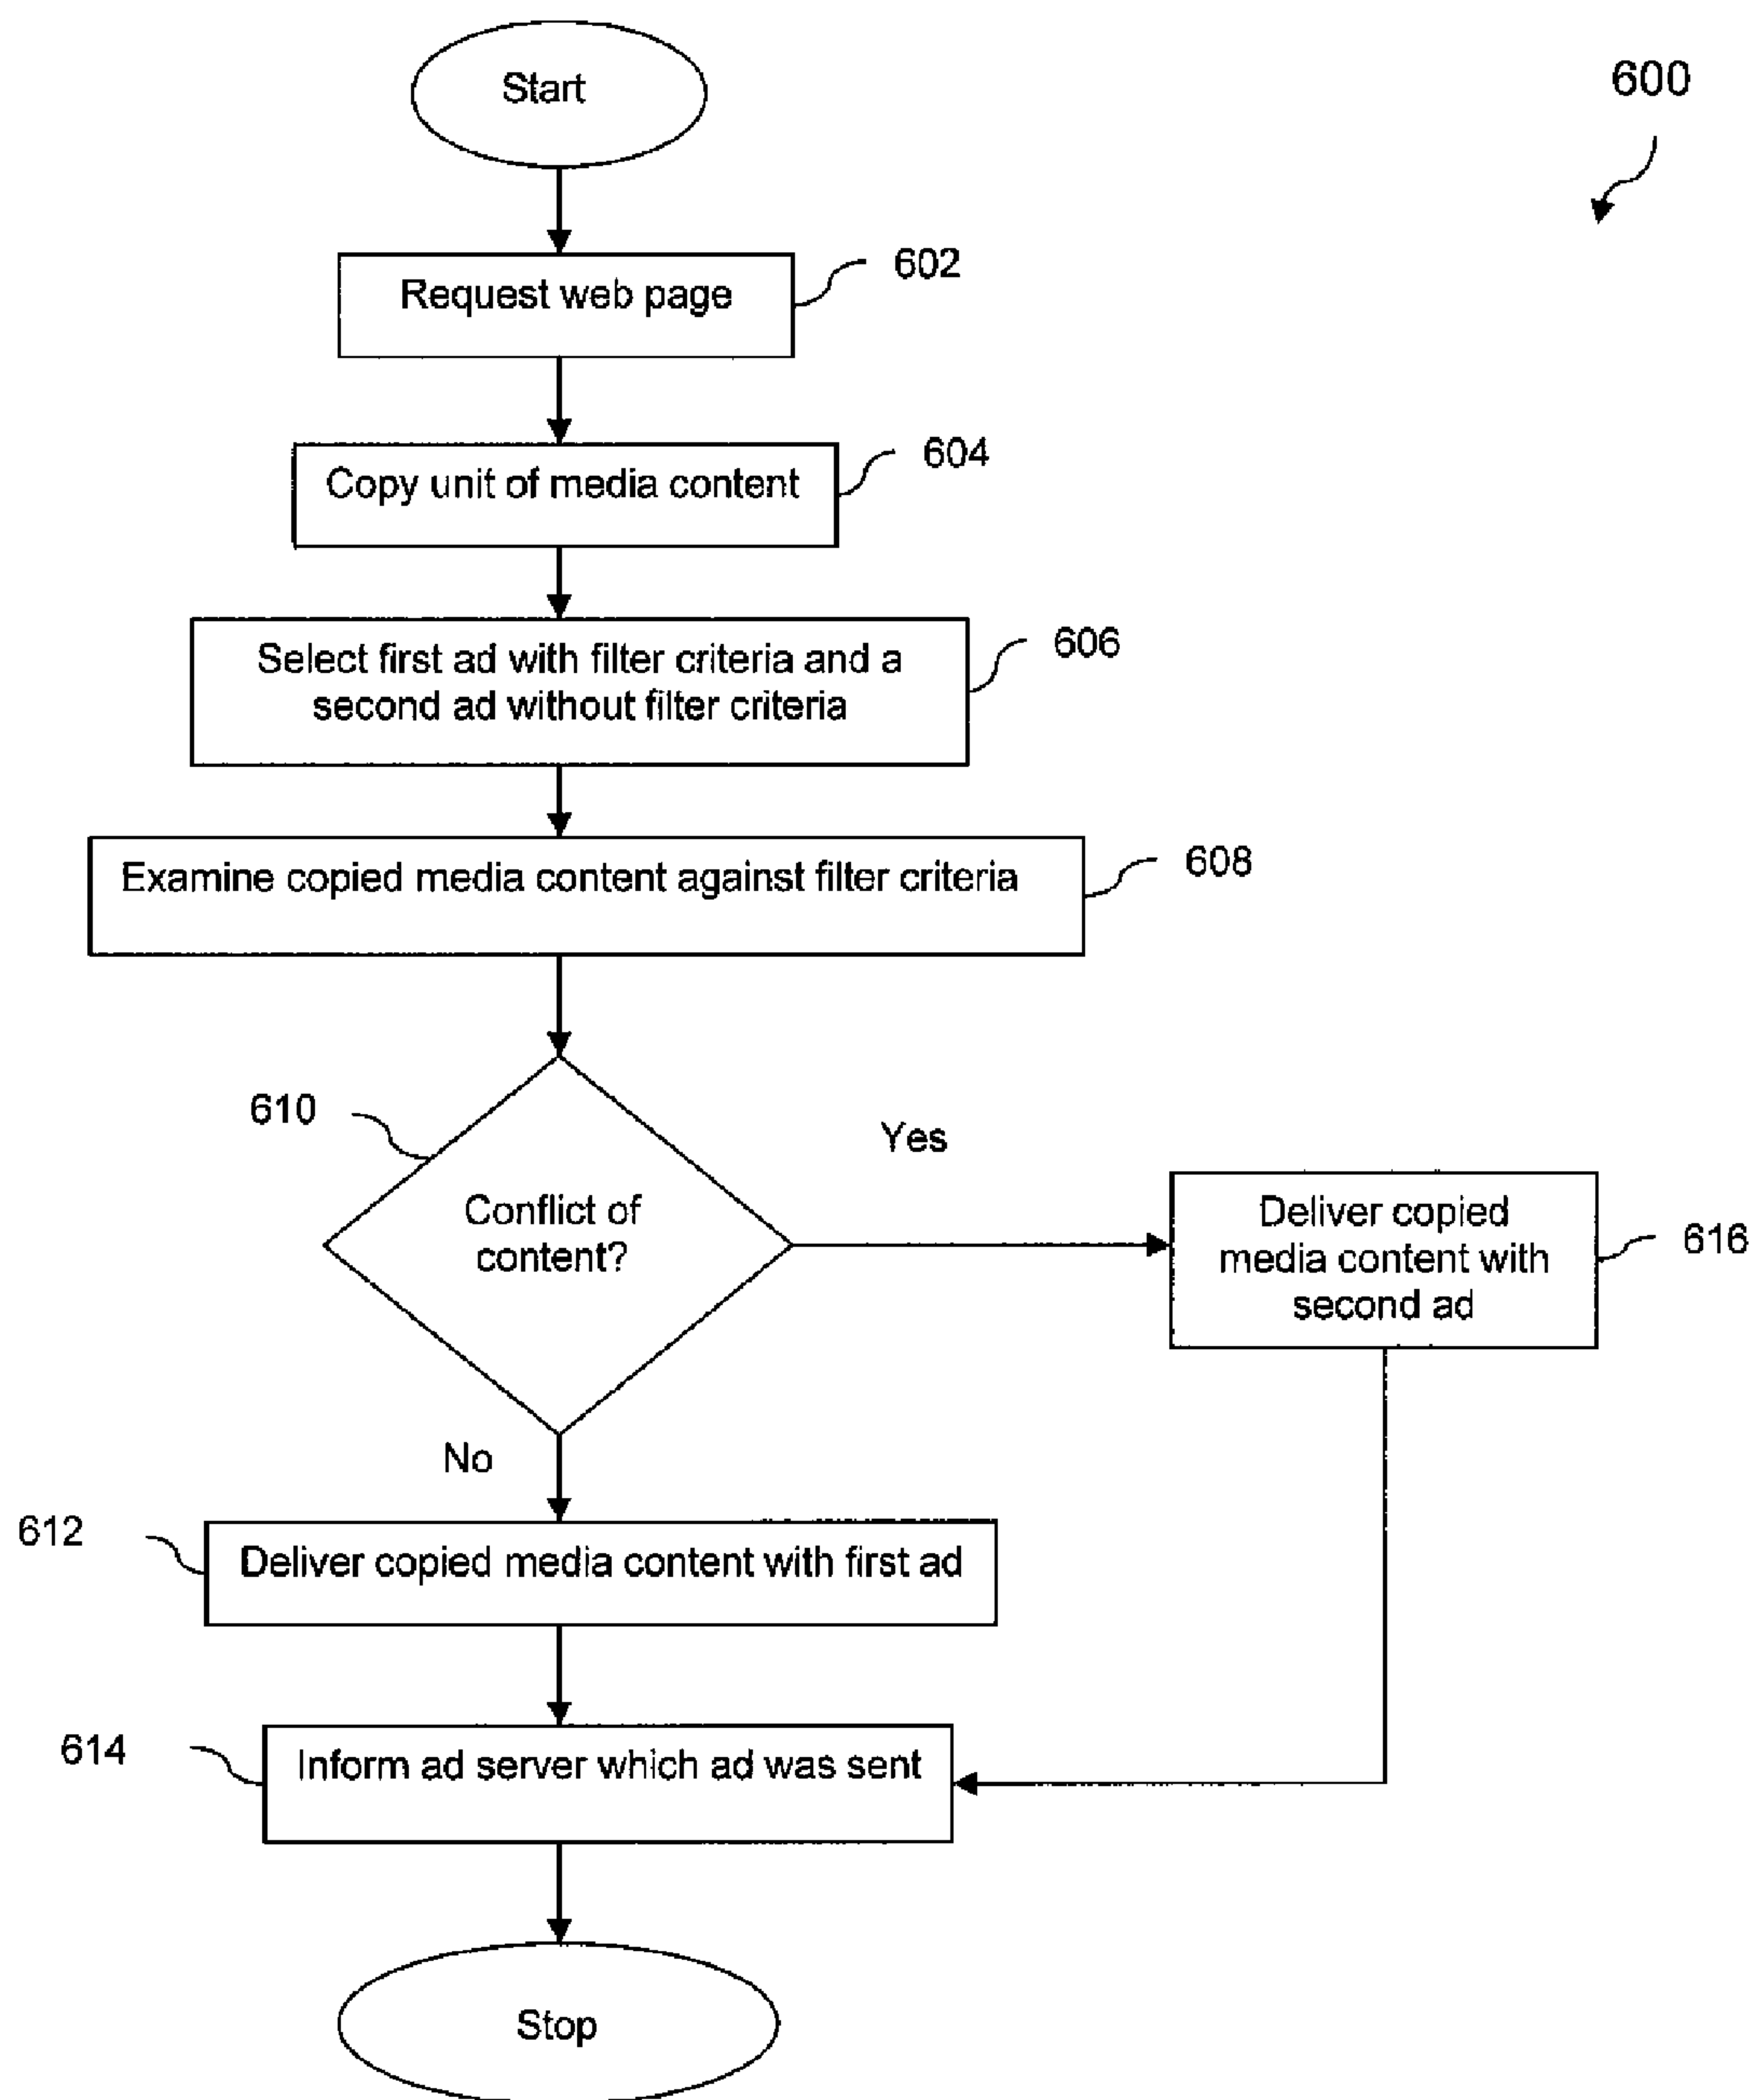 Start
600
Request web page
602
Copy unit of media content
604
Select first ad with filter criteria and a
second ad without filter criteria
606
Examine copied media content against filter criteria
608
610
Conflict of
content?
Yes
Deliver copied
media content with
second ad
616
No
612
Deliver copied media content with first ad
614
Inform ad server which ad was sent
Stop